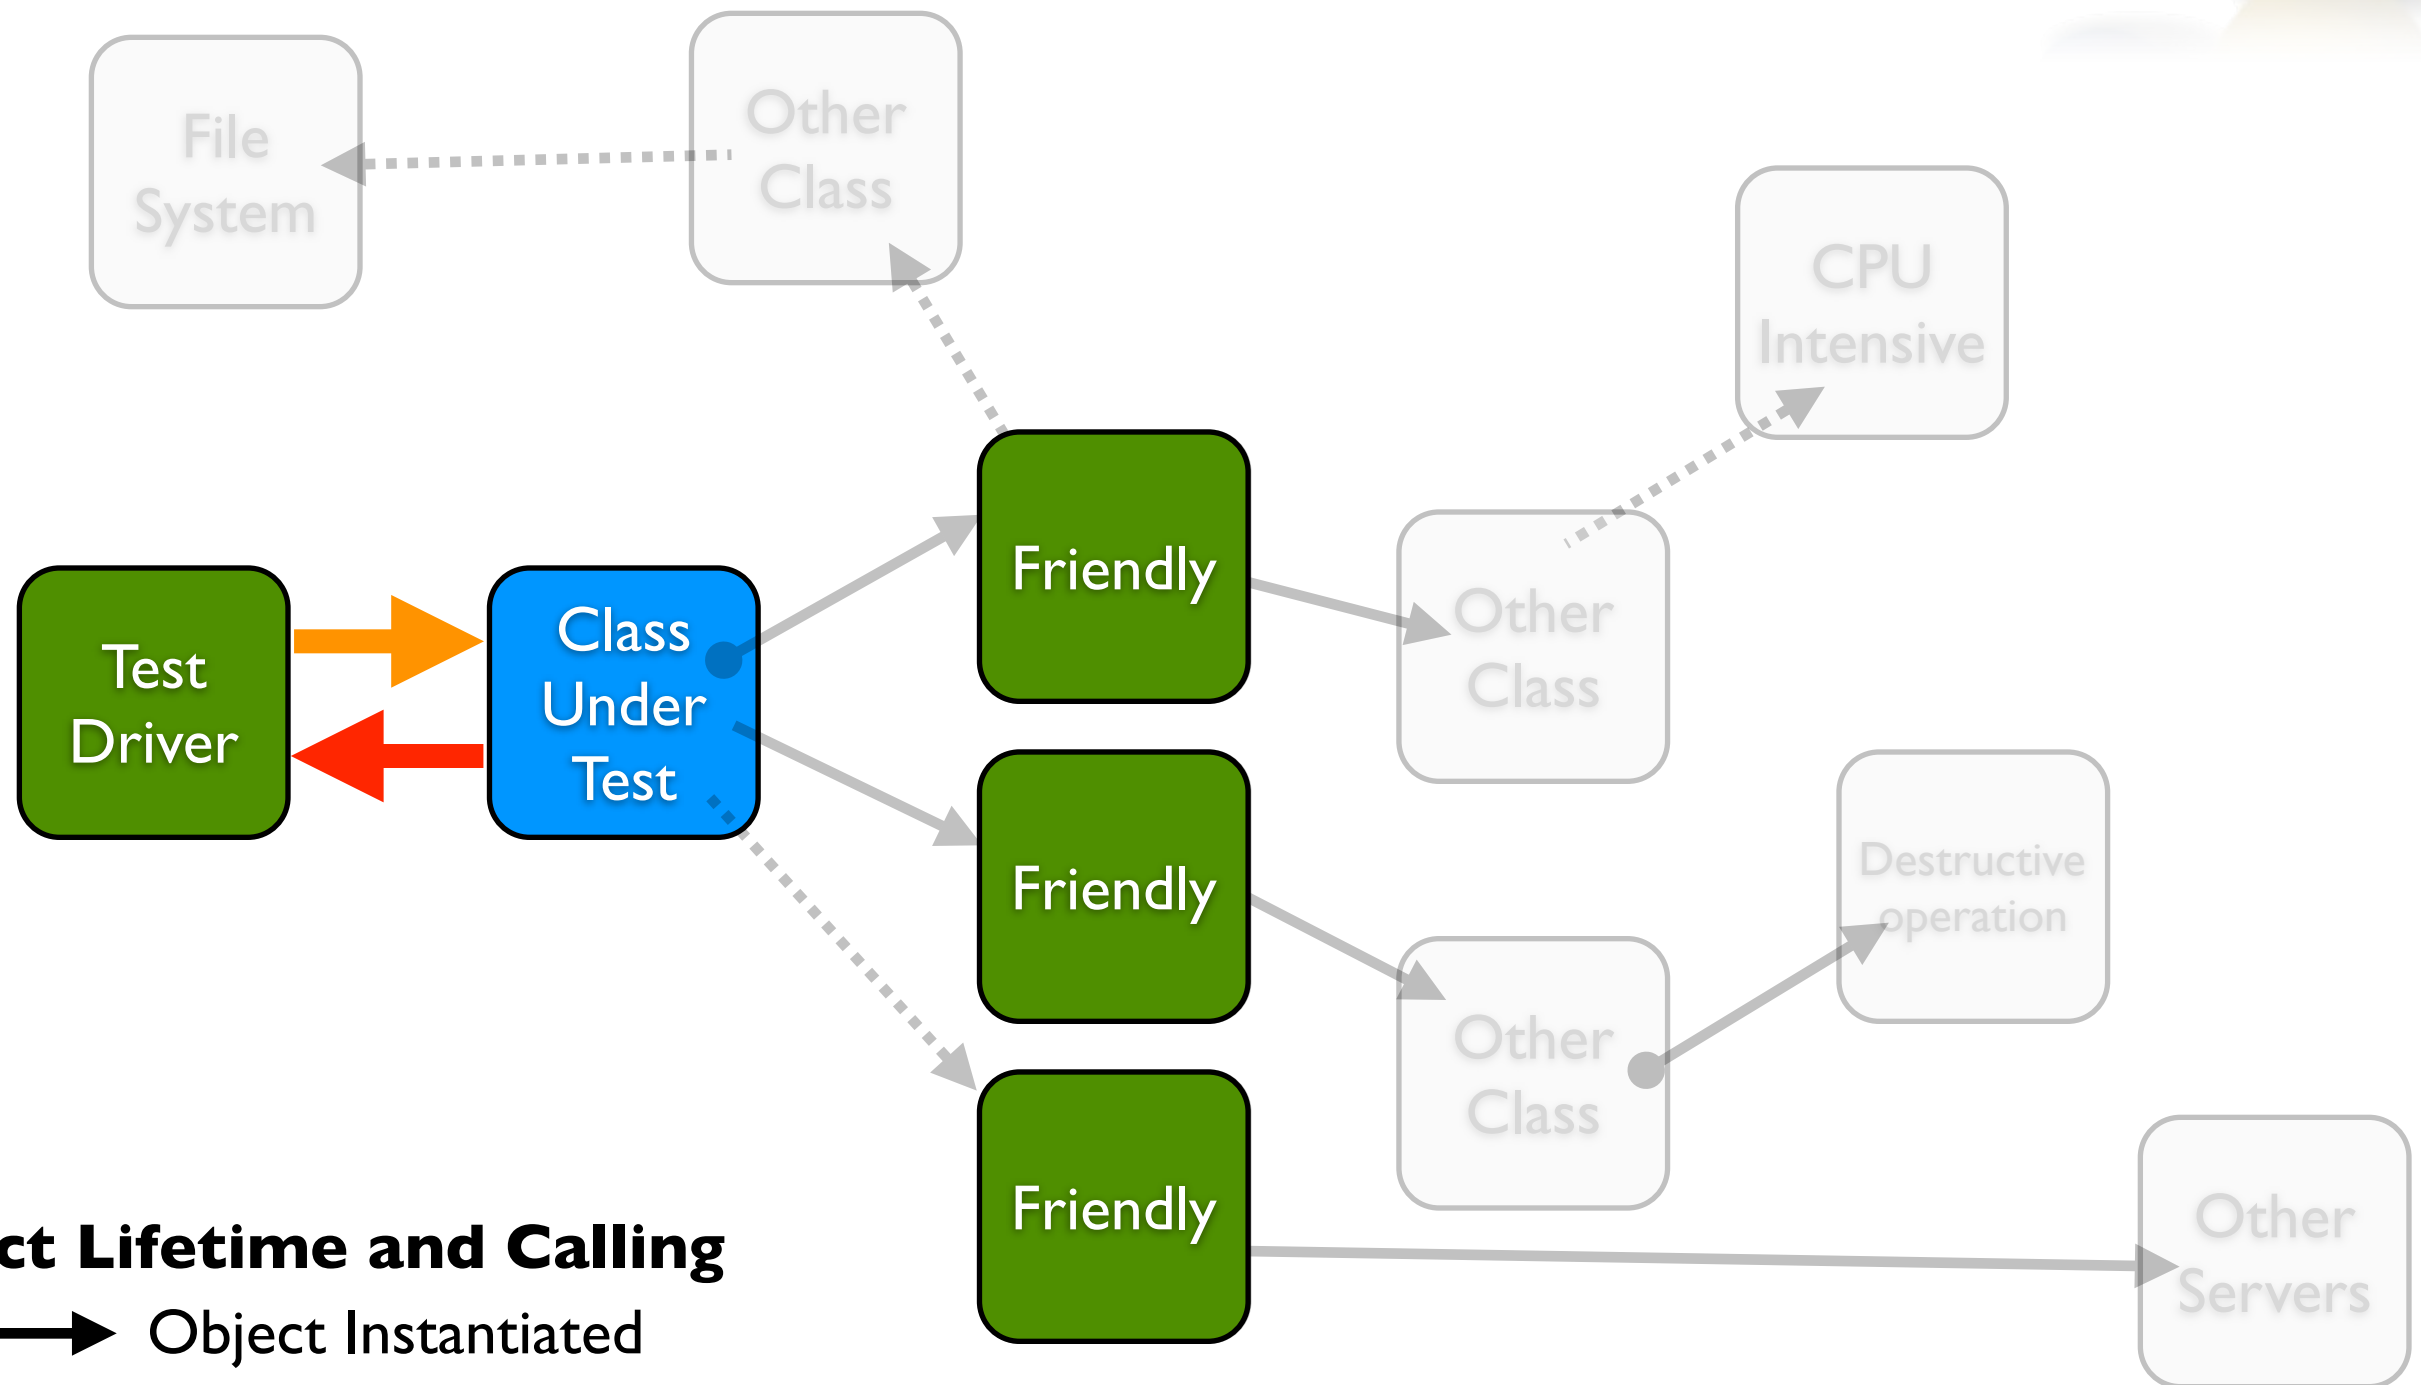 File
System
Other
Class
CPU
Intensive
Friendly
Test
Driver
Class
Under
Test
Other
Class
Friendly
Destructive
operation
Other
Class
Friendly
Other
Servers
ct Lifetime and Calling
Object Instantiated